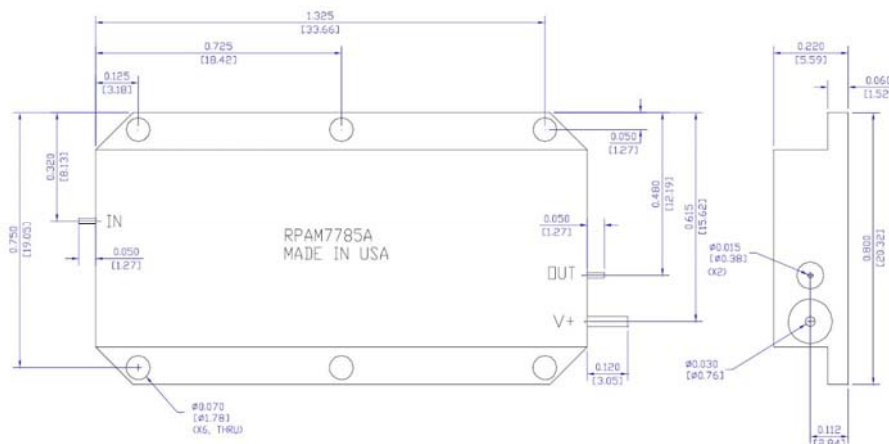 1.325
[33.66]
0.725
[18.42]
0.125
[3.18]
0.220
[5.59]
0.060
[1.52]
0.320
[8.13]
0.750
[19.05]
0.050
[1.27]
0.480
[12.19]
0.615
[15.62]
0.800
[20.32]
IN
RPAM7785A
MADE IN USA
0.050
[1.27]
0.050
[1.27]
OUT
V+
Ø0.015
[Ø0.38]
(X2)
Ø0.030
[Ø0.76]
0.120
[3.05]
Ø0.070
[Ø1.78]
(X6, THRU)
0.112